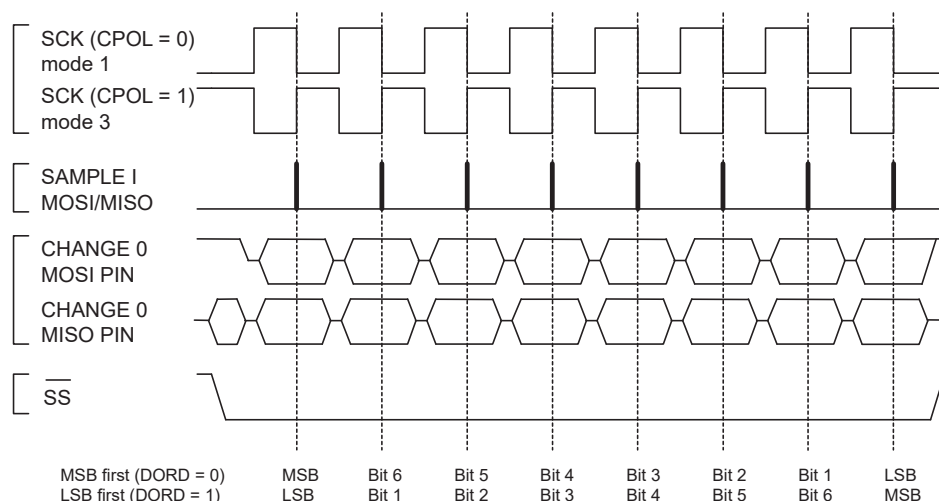 SCK (CPOL = 0)
mode 1
SCK (CPOL = 1)
mode 3
SAMPLE I
MOSI/MISO
CHANGE 0
MOSI PIN
CHANGE 0
MISO PIN
SS
MSB first (DORD = 0) MSB Bit 6 Bit 5 Bit 4 Bit 3 Bit 2 Bit 1 LSB
LSB first (DORD = 1) LSB Bit 1 Bit 2 Bit 3 Bit 4 Bit 5 Bit 6 MSB